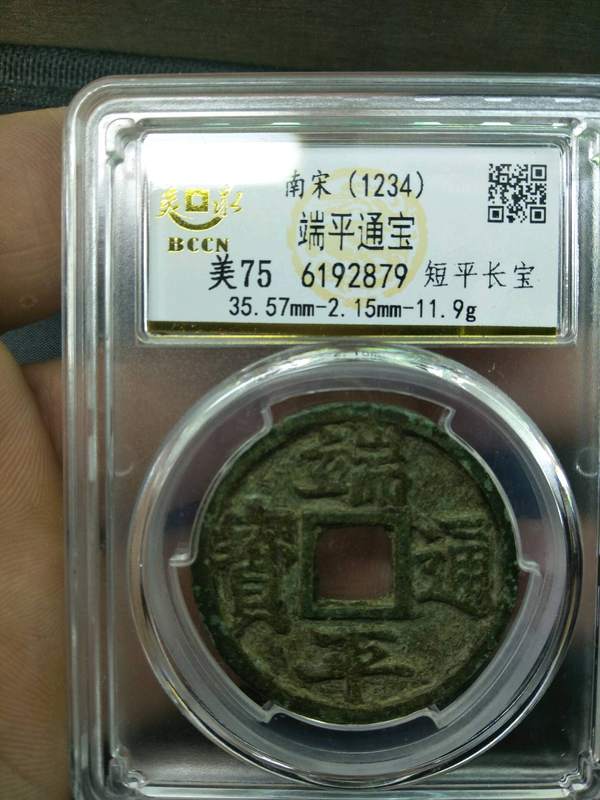 南宋（1234）
端平通宝
BCCN
美75 6192879 短平长宝
35.57mm-2.15mm-11.9g
端
寶 通
平